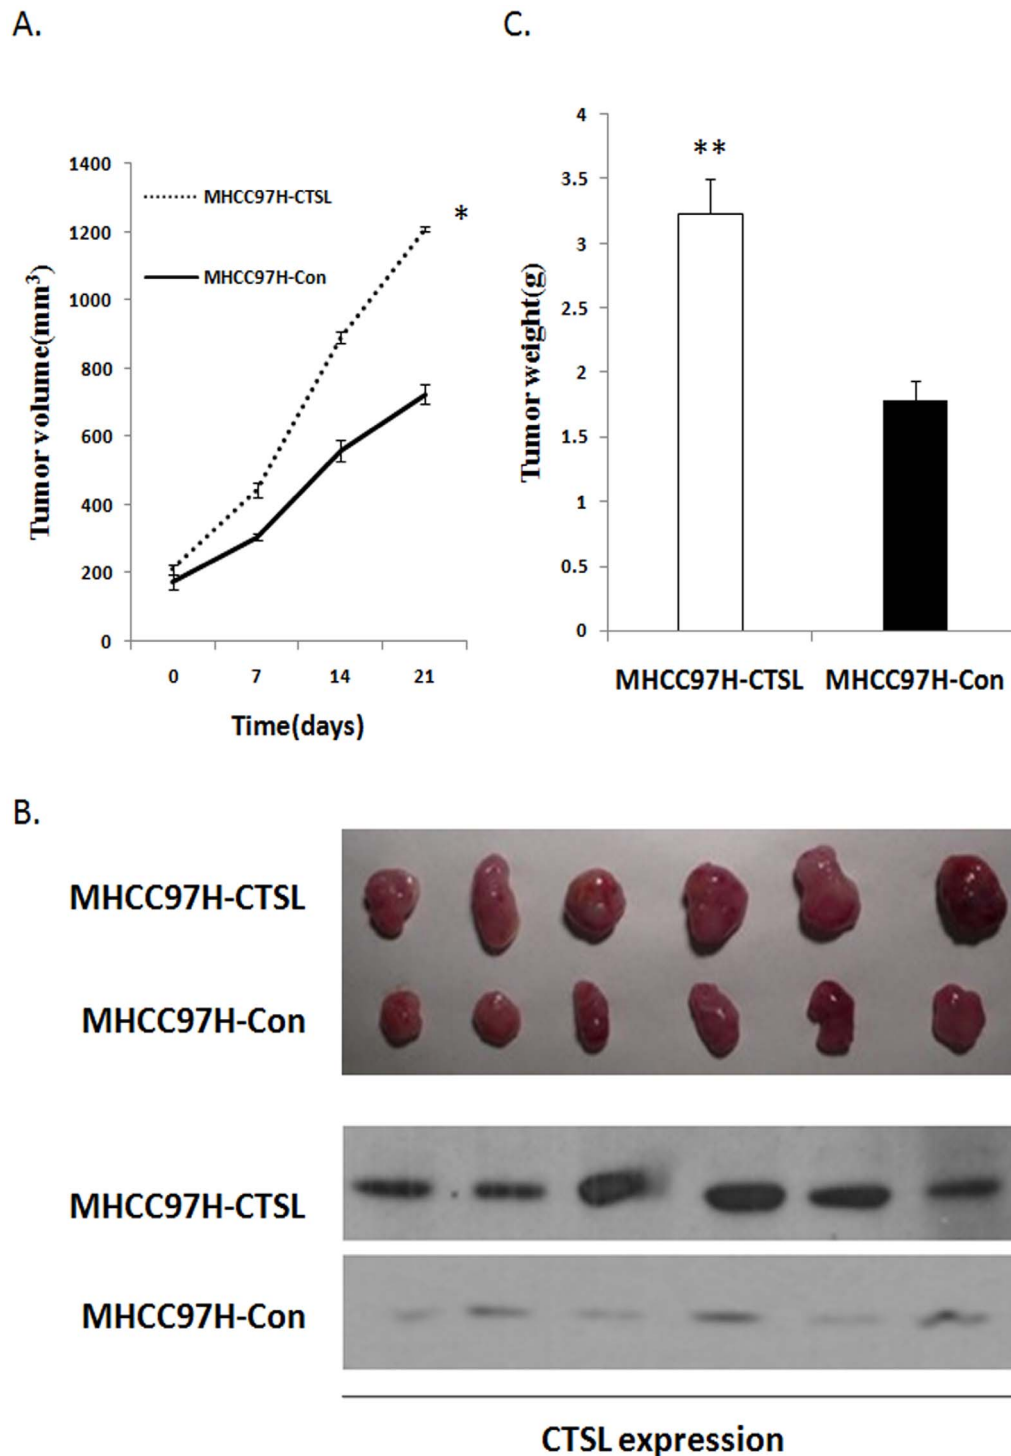 A.
1400
1200
1000
800
600
400
200
0
Tumor volume(mm³)
MHCC97H-CTSL
MHCC97H-Con
*
0 7 14 21
Time(days)
C.
4
3.5
3
2.5
2
1.5
1
0.5
0
Tumor weight(g)
**
MHCC97H-CTSL MHCC97H-Con
B.
MHCC97H-CTSL
MHCC97H-Con
MHCC97H-CTSL
MHCC97H-Con
CTSL expression